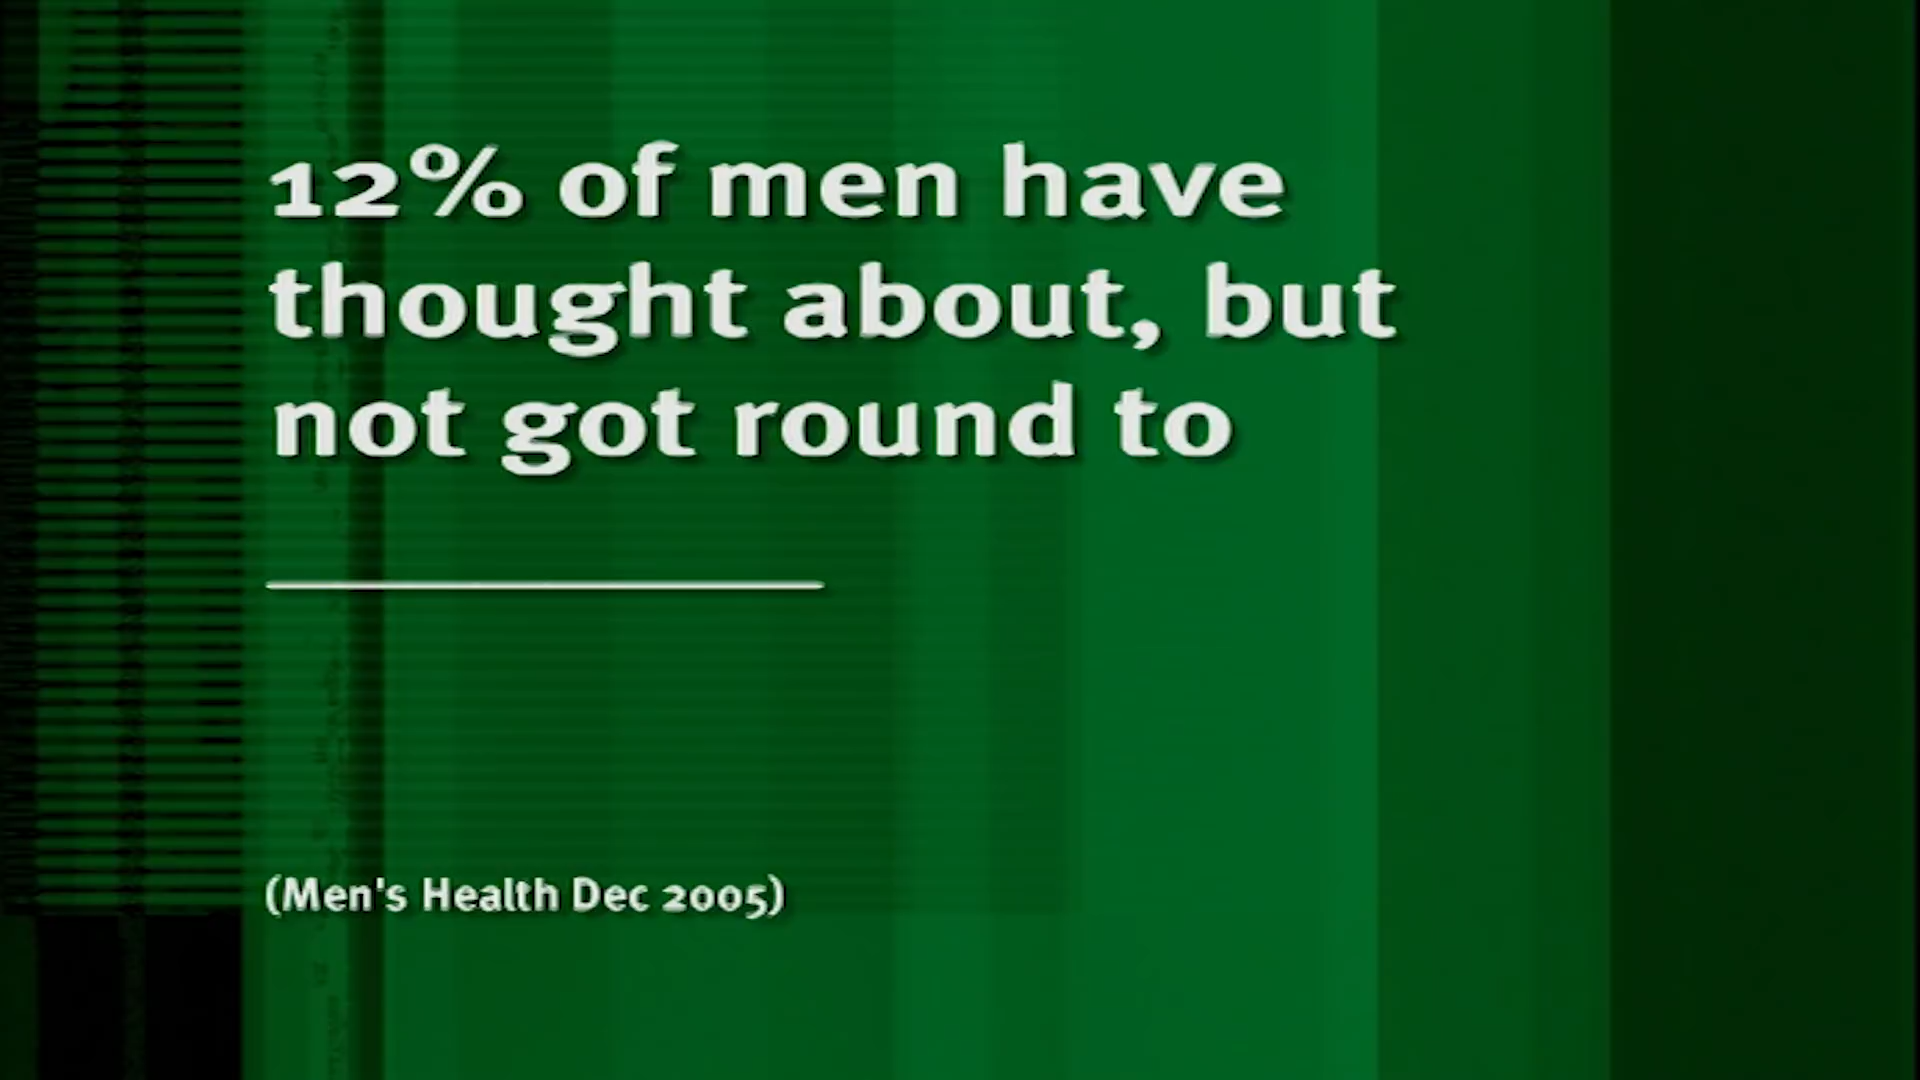 12% of men have
thought about, but
not got round to
(Men's Health Dec 2005)